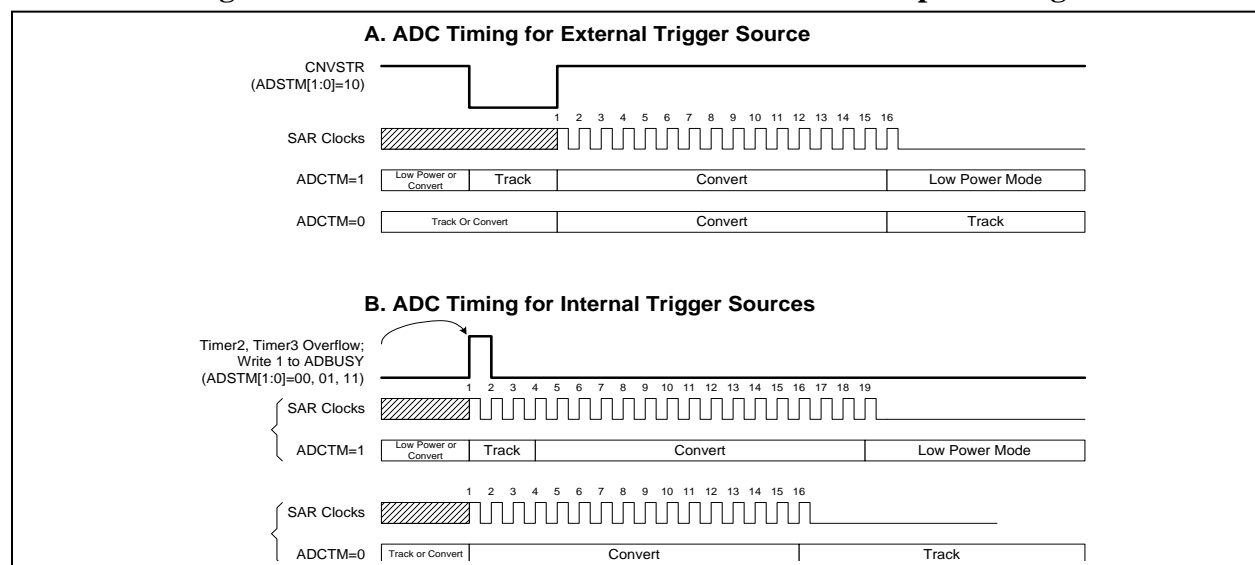 A. ADC Timing for External Trigger Source
CNVSTR
(ADSTM[1:0]=10)
1 2 3 4 5 6 7 8 9 10 11 12 13 14 15 16
SAR Clocks
ADCTM=1 Low Power or Convert Track Convert Low Power Mode
ADCTM=0 Track Or Convert Convert Track
B. ADC Timing for Internal Trigger Sources
Timer2, Timer3 Overflow;
Write 1 to ADBUSY
(ADSTM[1:0]=00, 01, 11)
1 2 3 4 5 6 7 8 9 10 11 12 13 14 15 16 17 18 19
SAR Clocks
ADCTM=1 Low Power or Convert Track Convert Low Power Mode
1 2 3 4 5 6 7 8 9 10 11 12 13 14 15 16
SAR Clocks
ADCTM=0 Track or Convert Convert Track